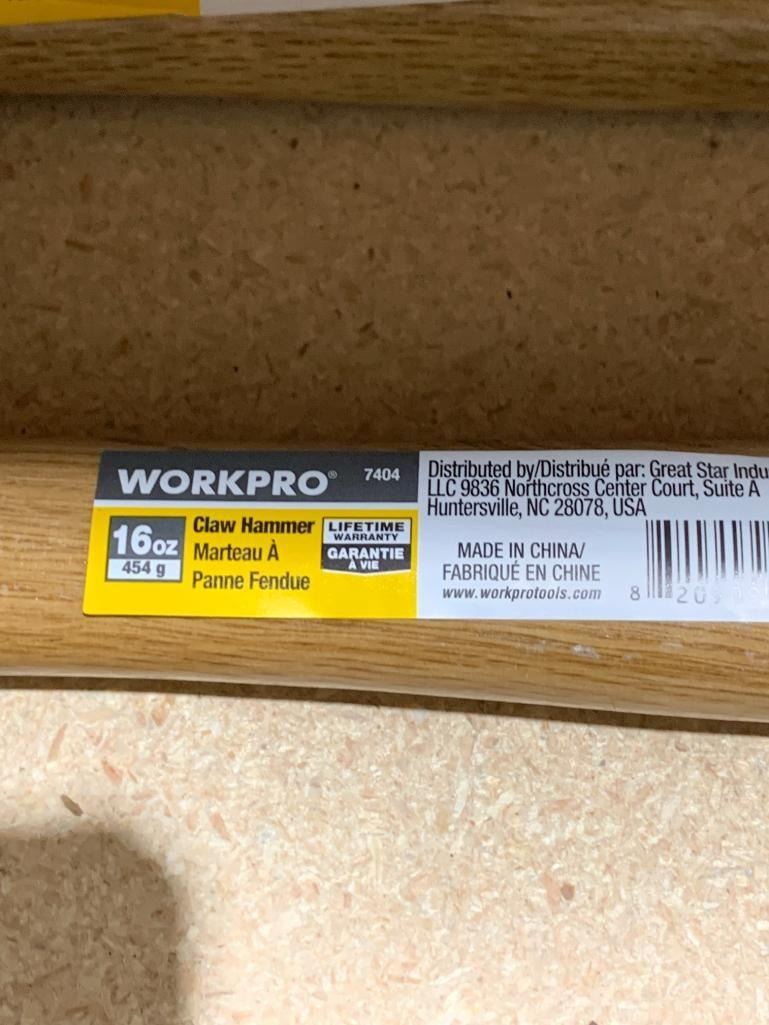 WORKPRO® 7404
16oz
454 g
Claw Hammer
Marteau À
Panne Fendue
LIFETIME
WARRANTY
GARANTIE
À VIE
Distributed by/Distribué par: Great Star
LLC 9836 Northcross Center Court, Suite A
Huntersville, NC 28078, USA
MADE IN CHINA/
FABRIQUÉ EN CHINE
www.workprotools.com
8